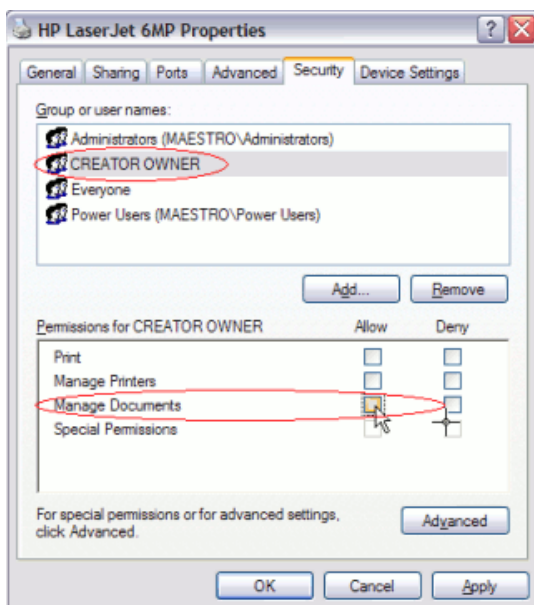 HP LaserJet 6MP Properties
General Sharing Ports Advanced Security Device Settings
Group or user names:
Administrators (MAESTRO\Administrators)
CREATOR OWNER
Everyone
Power Users (MAESTRO\Power Users)
Add... Remove
Permissions for CREATOR OWNER Allow Deny
Print
Manage Printers
Manage Documents
Special Permissions
For special permissions or for advanced settings,
click Advanced.
Advanced
OK Cancel Apply